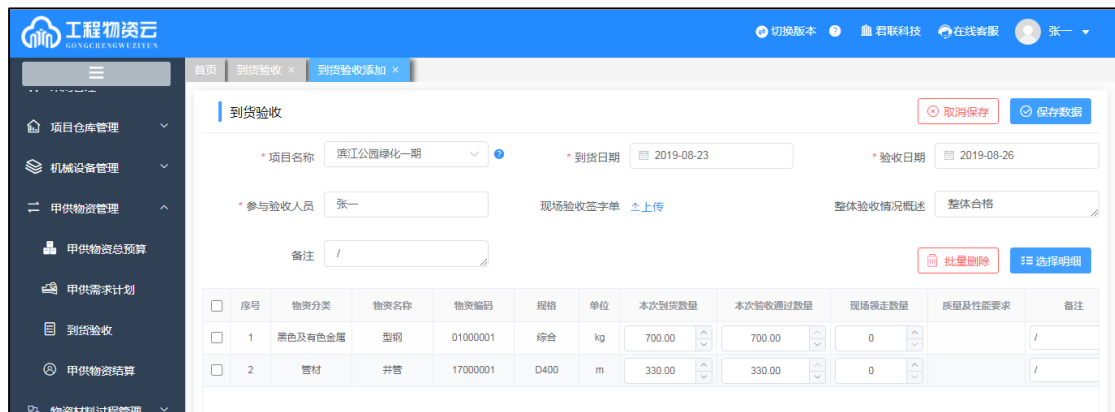 工程物资云
GONGCHENGWUZIYUN
切换版本 ? 君联科技 在线客服 张一
首页 到货验收 × 到货验收添加 ×
项目仓库管理
机械设备管理
甲供物资管理
甲供物资总预算
甲供需求计划
到货验收
甲供物资结算
物资材料过程管理
到货验收 取消保存 保存数据
* 项目名称 滨江公园绿化一期 ? * 到货日期 2019-08-23 * 验收日期 2019-08-26
* 参与验收人员 张一 现场验收签字单 上传 整体验收情况概述 整体合格
备注 / 批量删除 选择明细
序号 物资分类 物资名称 物资编码 规格 单位 本次到货数量 本次验收通过数量 现场领走数量 质量及性能要求 备注
1 黑色及有色金属 型钢 01000001 综合 kg 700.00 700.00 0 /
2 管材 井管 17000001 D400 m 330.00 330.00 0 /